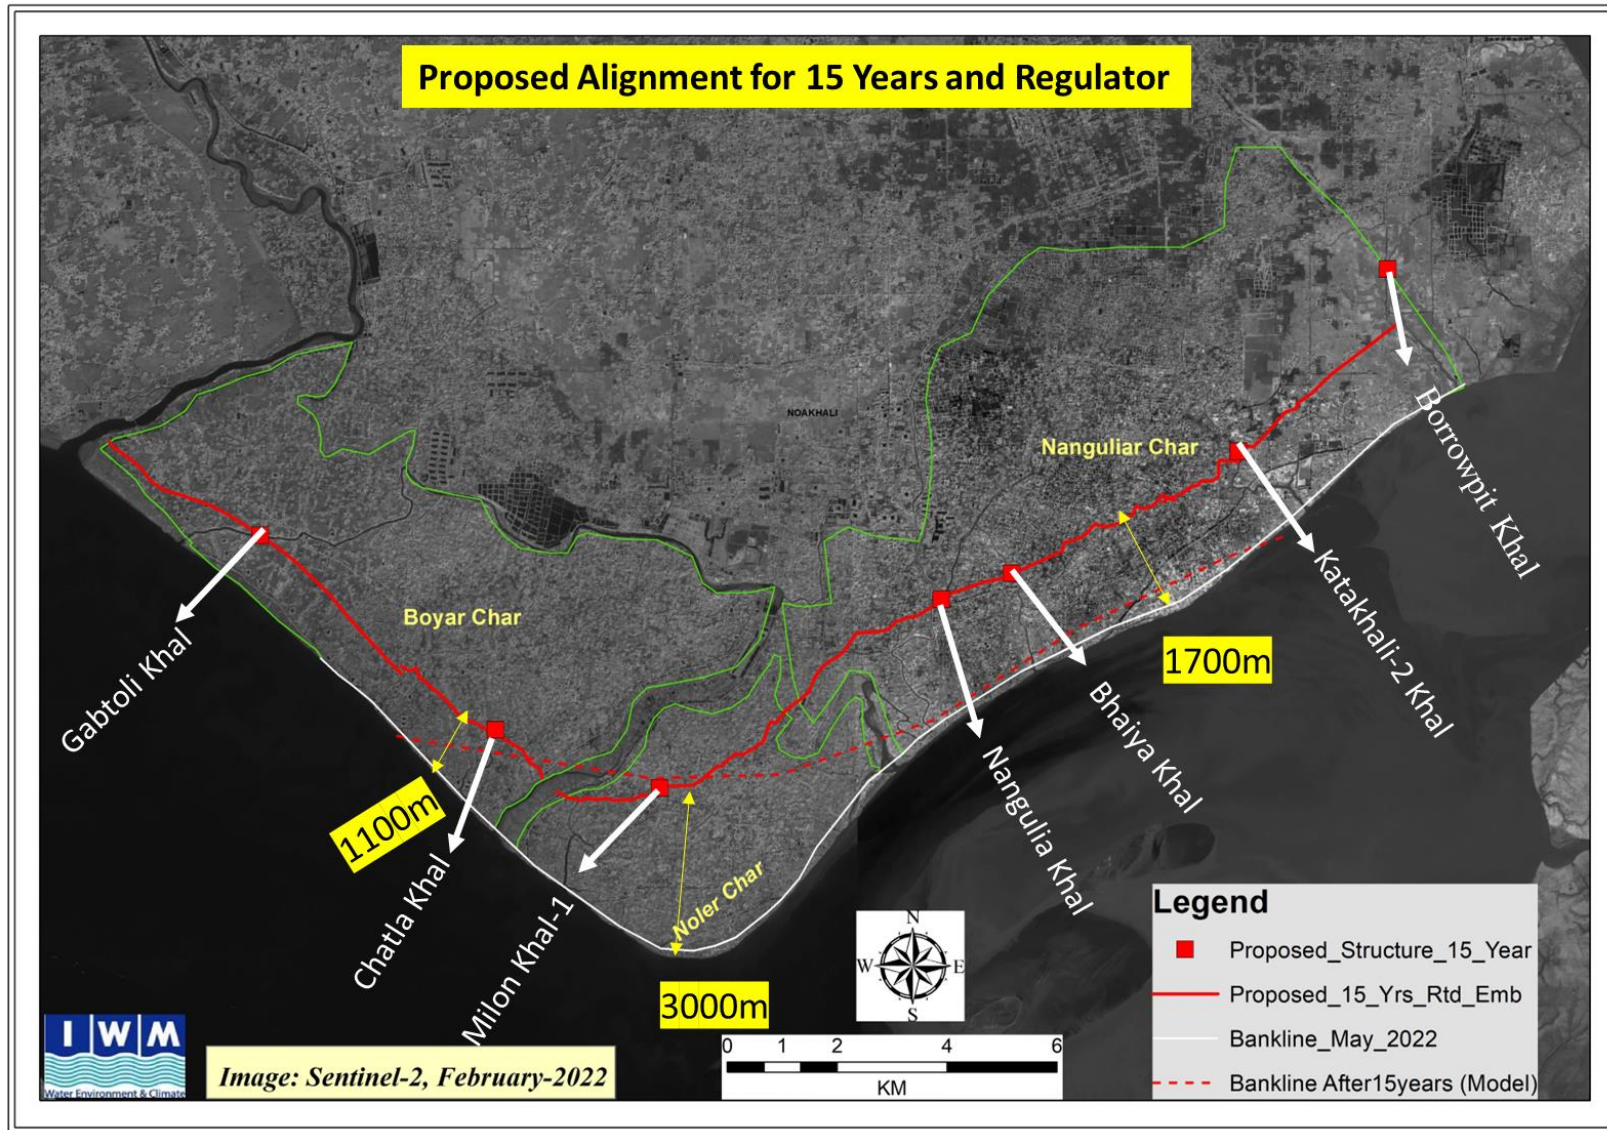 Proposed Alignment for 15 Years and Regulator
NOAKHALI
Nanguliar Char
Boyar Char
Noler Char
Borrowpit Khal
Katakhali-2 Khal
Bhaiya Khal
Nangulia Khal
Milon Khal-1
Chatla Khal
Gabtoli Khal
1700m
1100m
3000m
N
W E
S
Legend
Proposed_Structure_15_Year
Proposed_15_Yrs_Rtd_Emb
Bankline_May_2022
Bankline After15years (Model)
0 1 2 4 6
KM
IWM
Water Environment & Climate
Image: Sentinel-2, February-2022